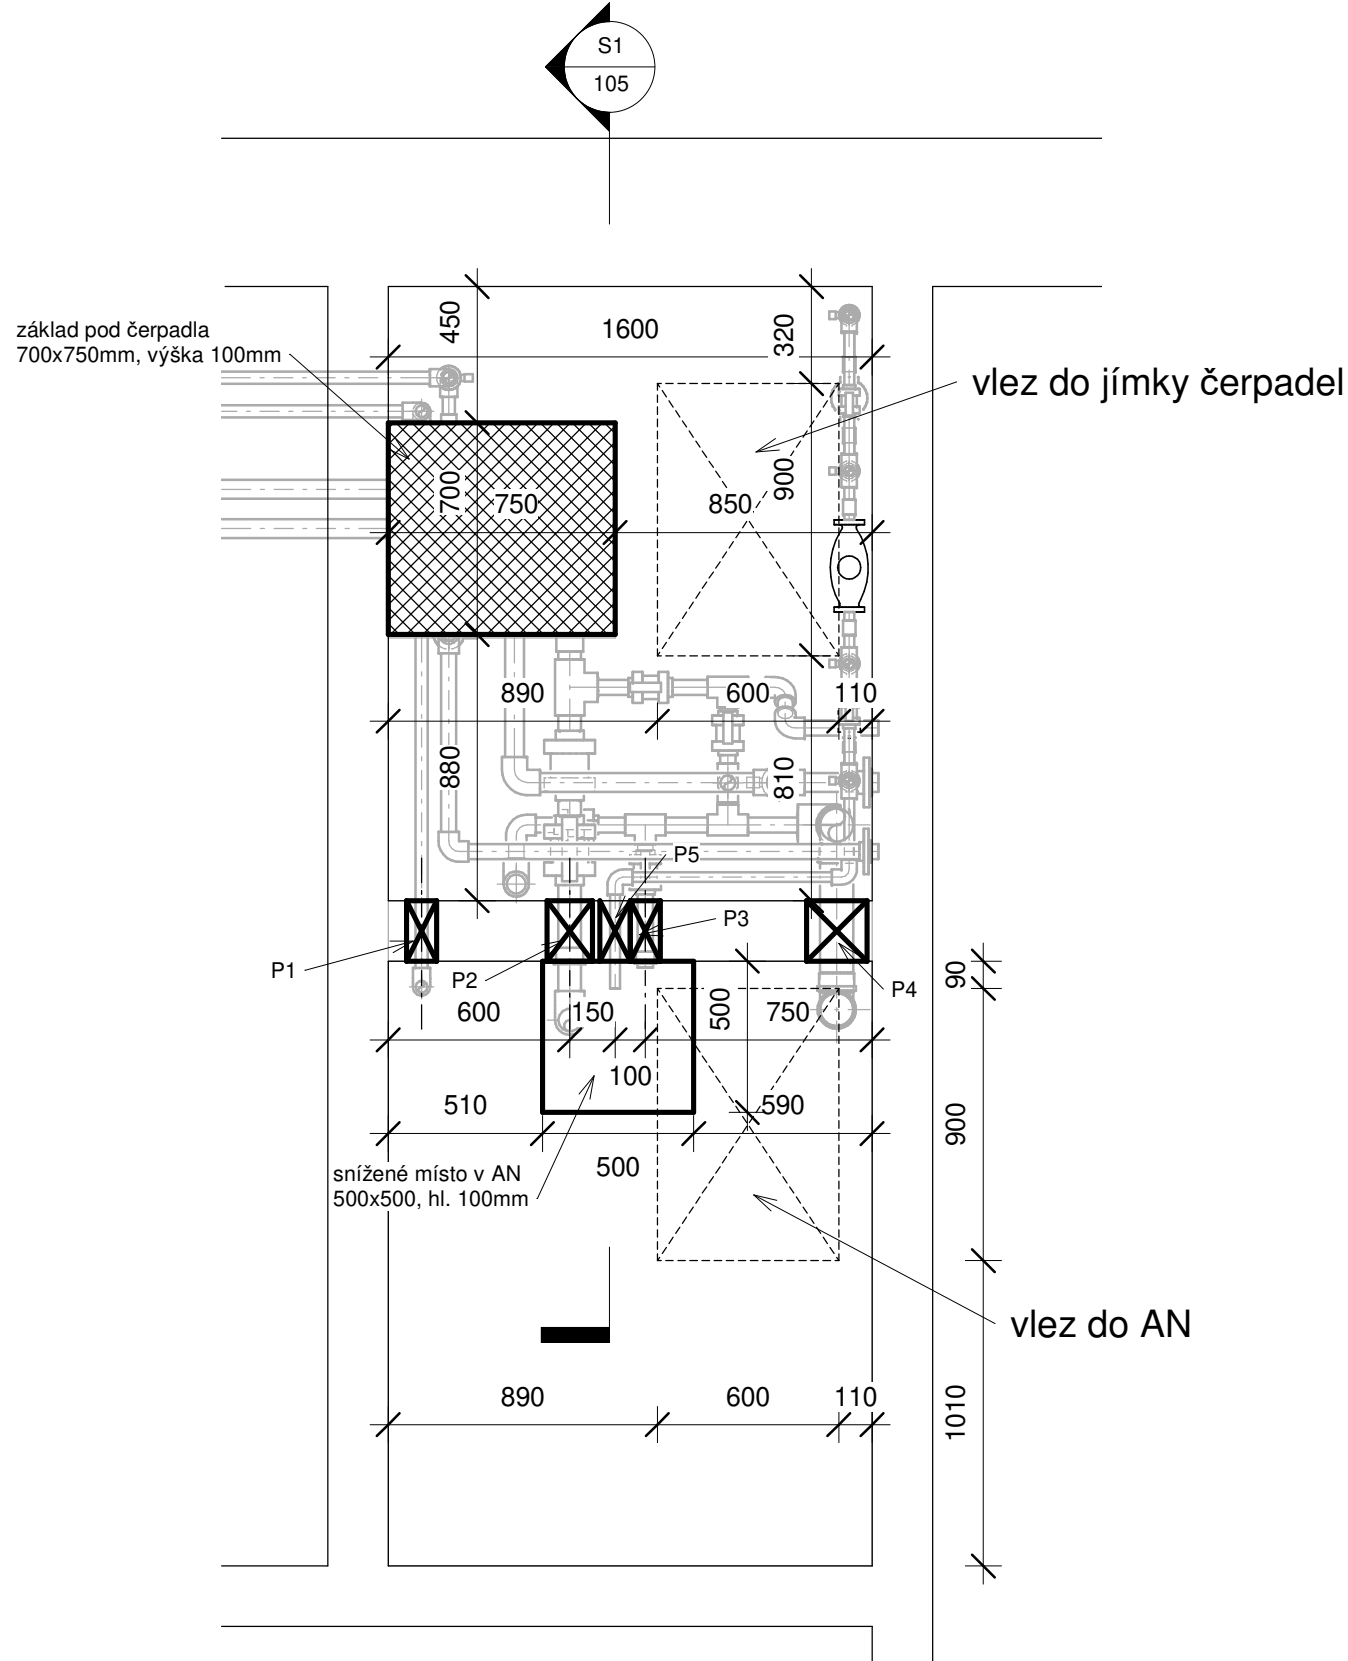 S1
105
450
1600
320
základ pod čerpadla
700x750mm, výška 100mm
vlez do jímky čerpadel
700
750
850
900
890
600
110
880
810
P5
P3
P1
P2
P4
90
600
150
500
750
100
510
590
900
500
snížené místo v AN
500x500, hl. 100mm
vlez do AN
890
600
110
1010